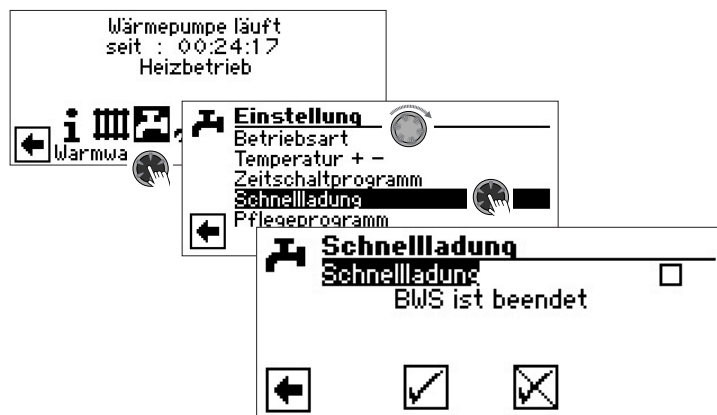 Wärmepumpe läuft
seit : 00:24:17
Heizbetrieb
Warmwa
Einstellung
Betriebsart
Temperatur + -
Zeitschaltprogramm
Schnellladung
Pflegeprogramm
Schnellladung
Schnellladung
BWS ist beendet